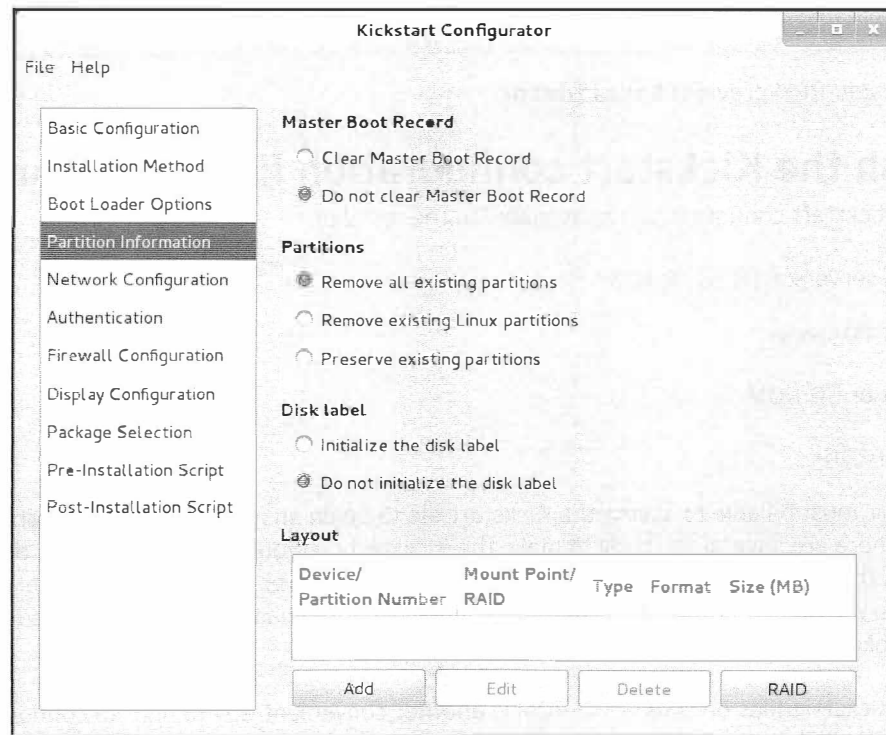 Kickstart Configurator
File Help
Basic Configuration
Installation Method
Boot Loader Options
Partition Information
Network Configuration
Authentication
Firewall Configuration
Display Configuration
Package Selection
Pre-Installation Script
Post-Installation Script
Master Boot Record
Clear Master Boot Record
Do not clear Master Boot Record
Partitions
Remove all existing partitions
Remove existing Linux partitions
Preserve existing partitions
Disk label
Initialize the disk label
Do not initialize the disk label
Layout
Device/
Partition Number
Mount Point/
RAID
Type Format Size (MB)
Add Edit Delete RAID